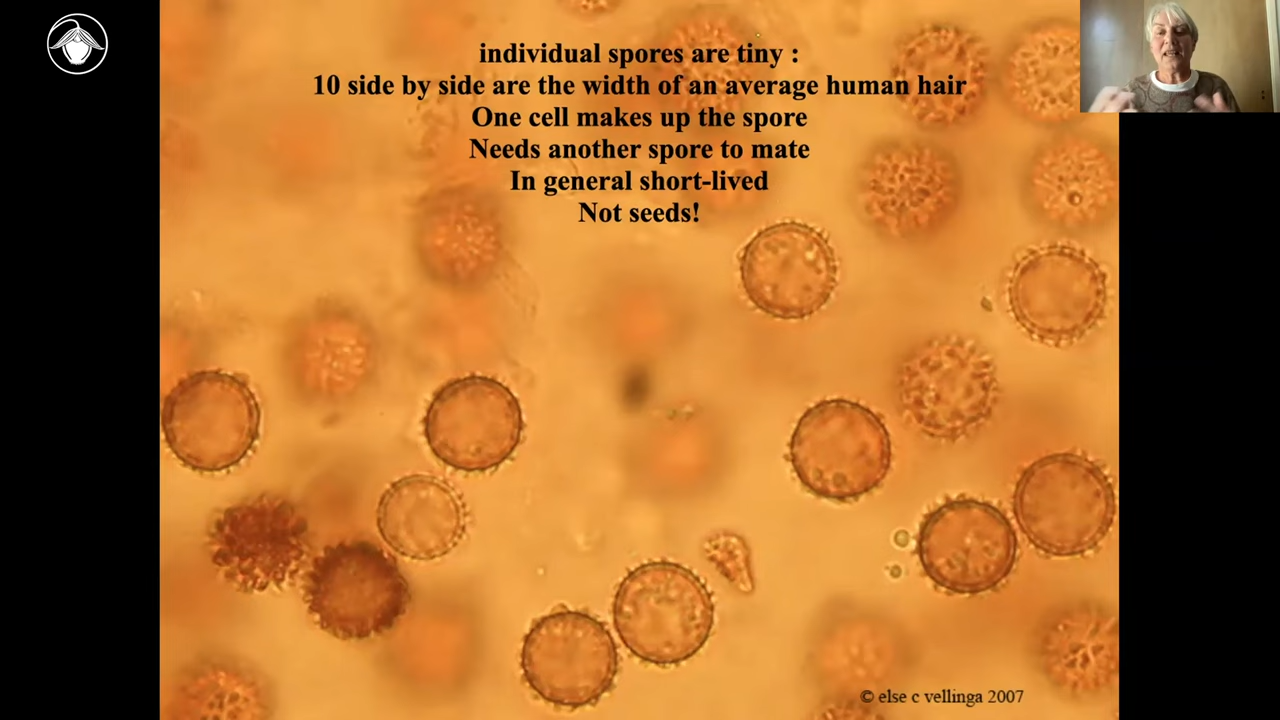 individual spores are tiny :
10 side by side are the width of an average human hair
One cell makes up the spore
Needs another spore to mate
In general short-lived
Not seeds!
© else c vellinga 2007